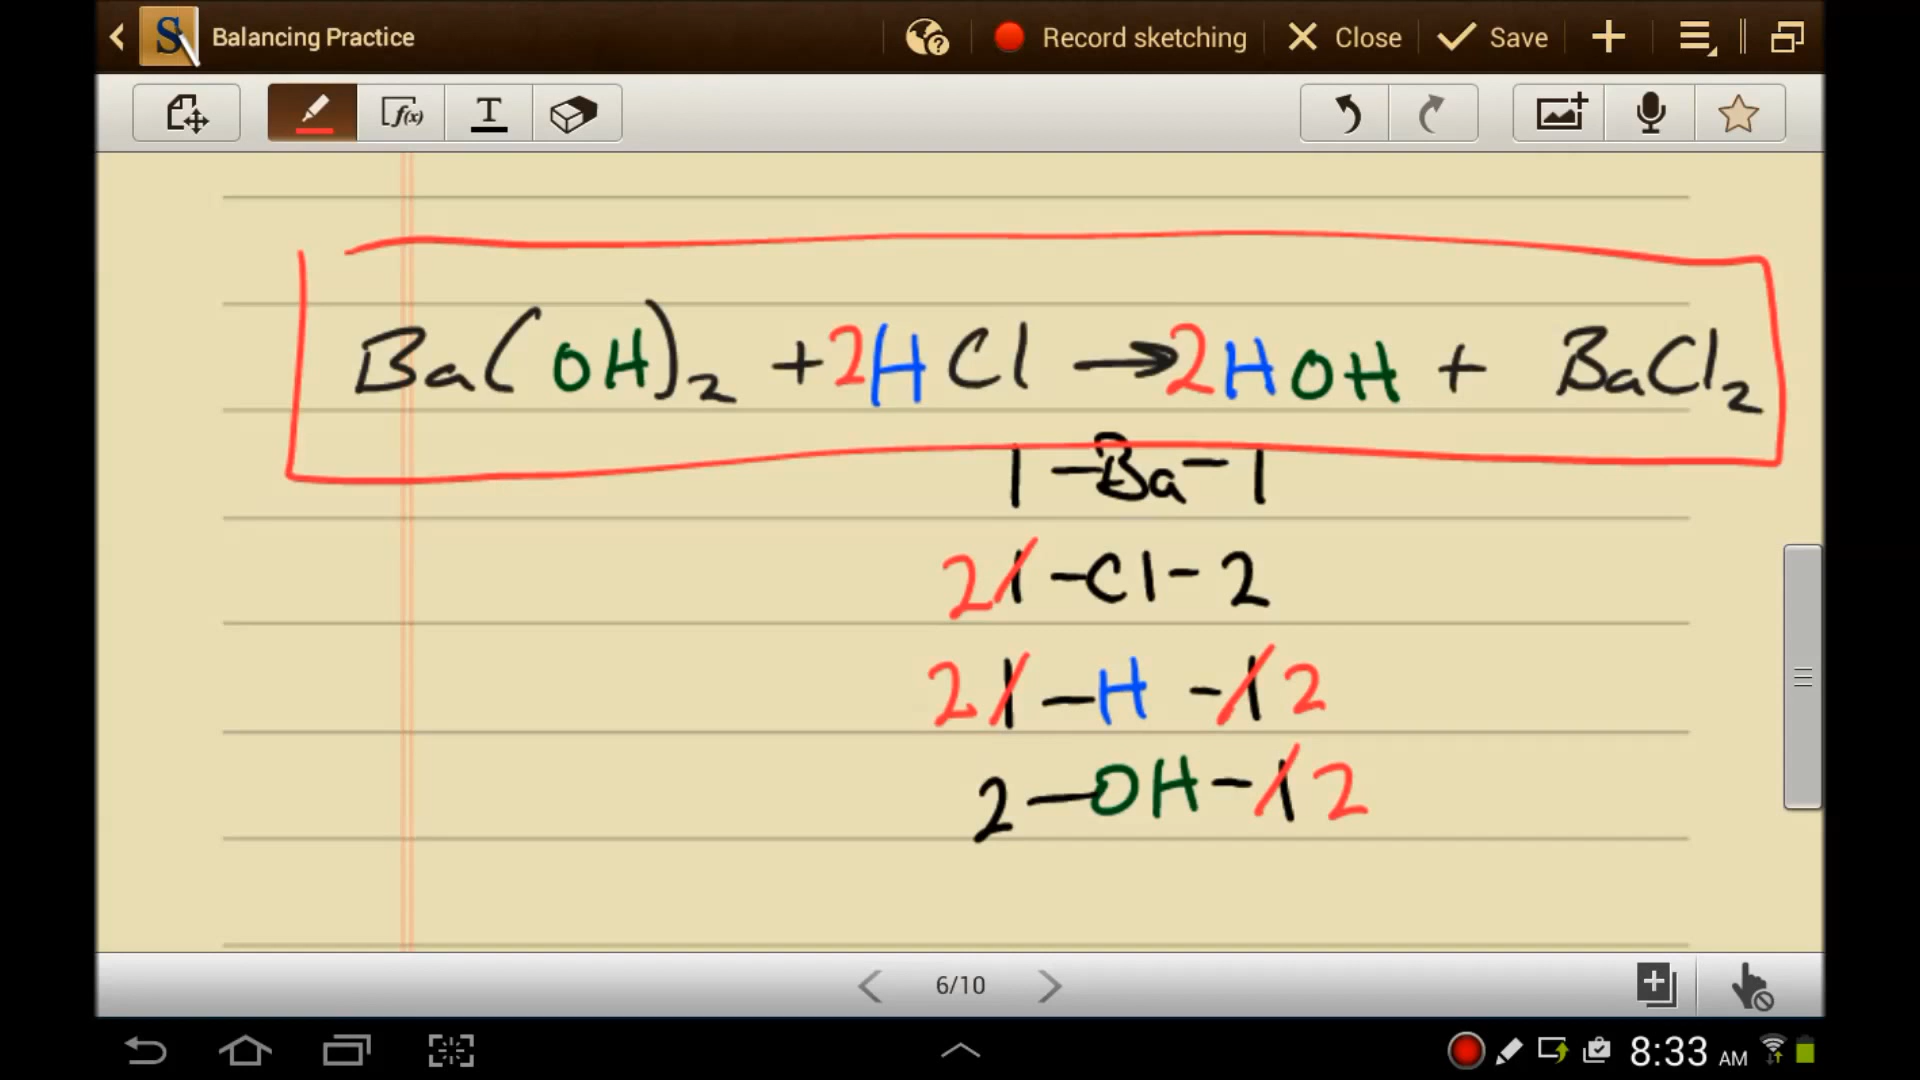 Balancing Practice Record sketching Close Save
f(x) T
Ba(OH)₂ + 2HCl → 2HOH + BaCl₂
1 - Ba - 1
2 1 - Cl - 2
2 1 - H - 1 2
2 - OH - 1 2
6/10
8:33 AM